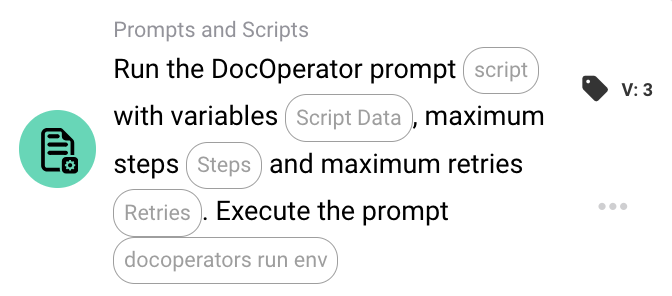 Prompts and Scripts
Run the DocOperator prompt script
with variables Script Data, maximum
steps Steps and maximum retries
Retries. Execute the prompt
docoperators run env
V: 3